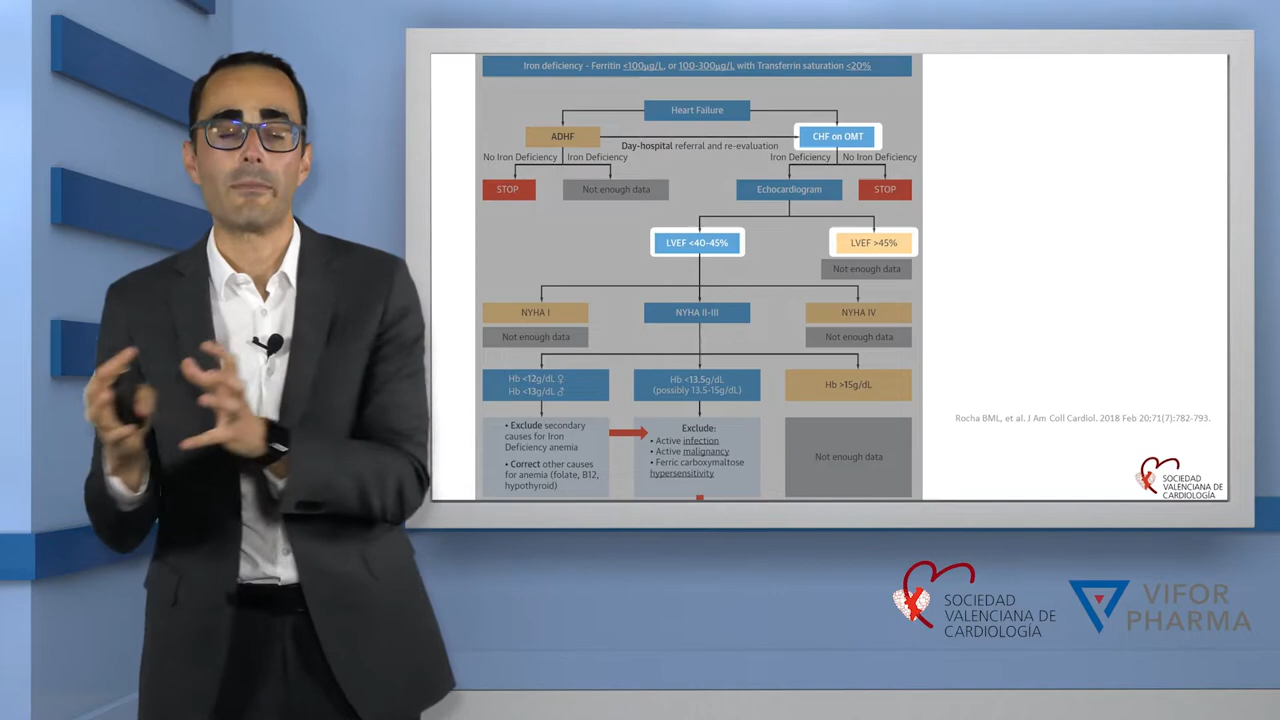 Iron deficiency - Ferritin <100µg/L, or 100-300µg/L with Transferrin saturation <20%
Heart Failure
ADHF
CHF on OMT
Day-hospital referral and re-evaluation
No Iron Deficiency
Iron Deficiency
Iron Deficiency
No Iron Deficiency
STOP
Not enough data
Echocardiogram
STOP
LVEF <40-45%
LVEF >45%
Not enough data
NYHA I
NYHA II-III
NYHA IV
Not enough data
Not enough data
Hb <12g/dL ♀
Hb <13g/dL ♂
Hb <13.5g/dL
(possibly 13.5-15g/dL)
Hb >15g/dL
• Exclude secondary
causes for Iron
Deficiency anemia
• Correct other causes
for anemia (folate, B12,
hypothyroid)
Exclude:
• Active infection
• Active malignancy
• Ferric carboxymaltose
hypersensitivity
Not enough data
Rocha BML, et al. J Am Coll Cardiol. 2018 Feb 20;71(7):782-793.
SOCIEDAD
VALENCIANA DE
CARDIOLOGÍA
SOCIEDAD
VALENCIANA DE
CARDIOLOGÍA
VIFOR
PHARMA